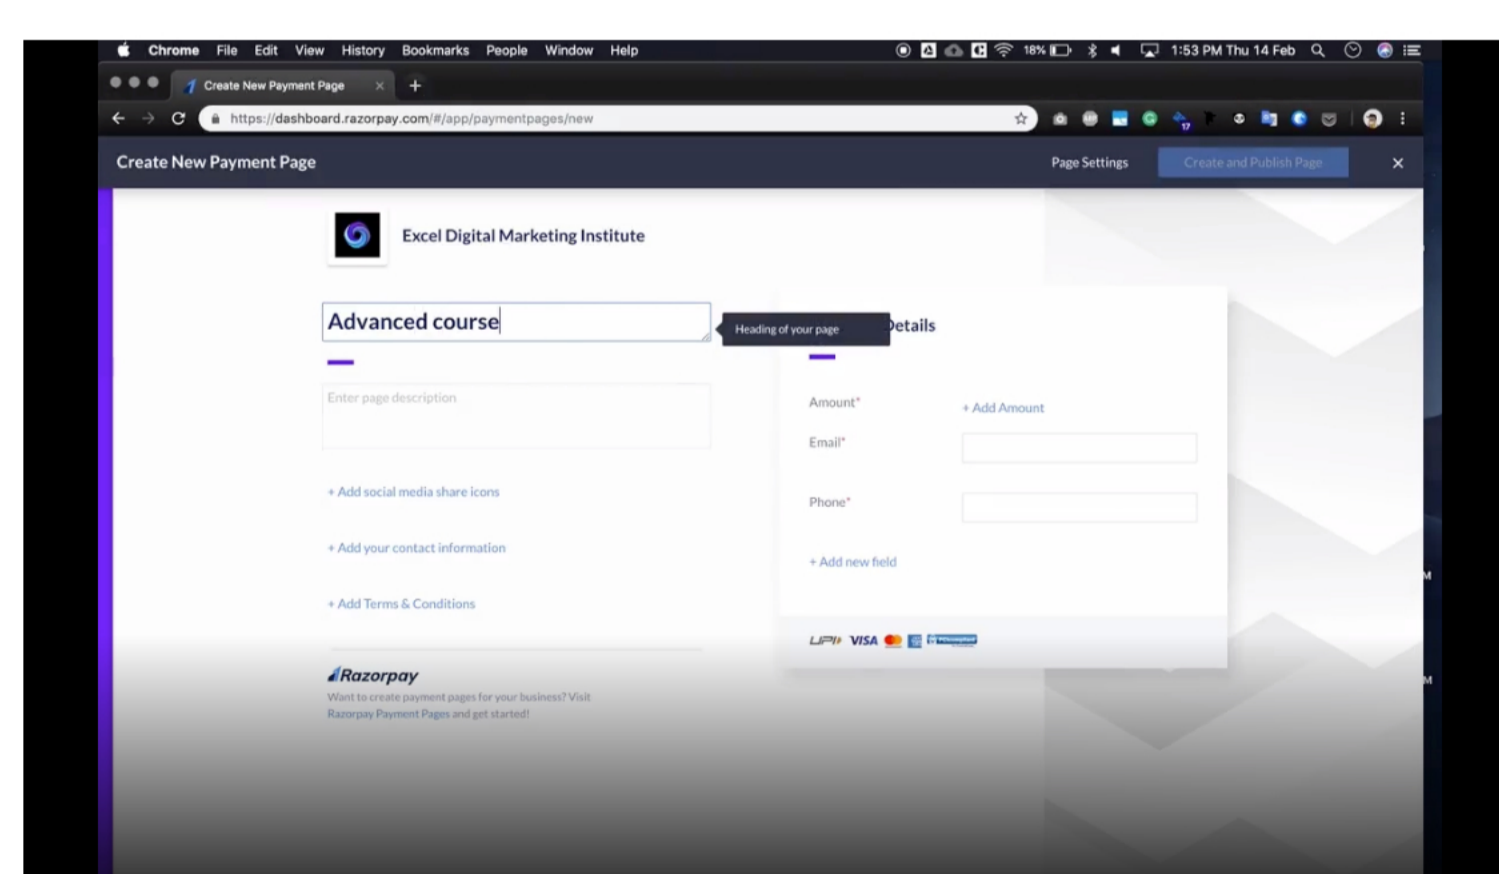 Chrome File Edit View History Bookmarks People Window Help 18% 1:53 PM Thu 14 Feb
Create New Payment Page
https://dashboard.razorpay.com/#/app/paymentpages/new
17
Create New Payment Page Page Settings Create and Publish Page
Excel Digital Marketing Institute
Advanced course
Heading of your page
Details
Enter page description
Amount*
+ Add Amount
Email*
+ Add social media share icons
Phone*
+ Add your contact information
+ Add new field
+ Add Terms & Conditions
UPI VISA
Razorpay
Want to create payment pages for your business? Visit
Razorpay Payment Pages and get started!
M
M